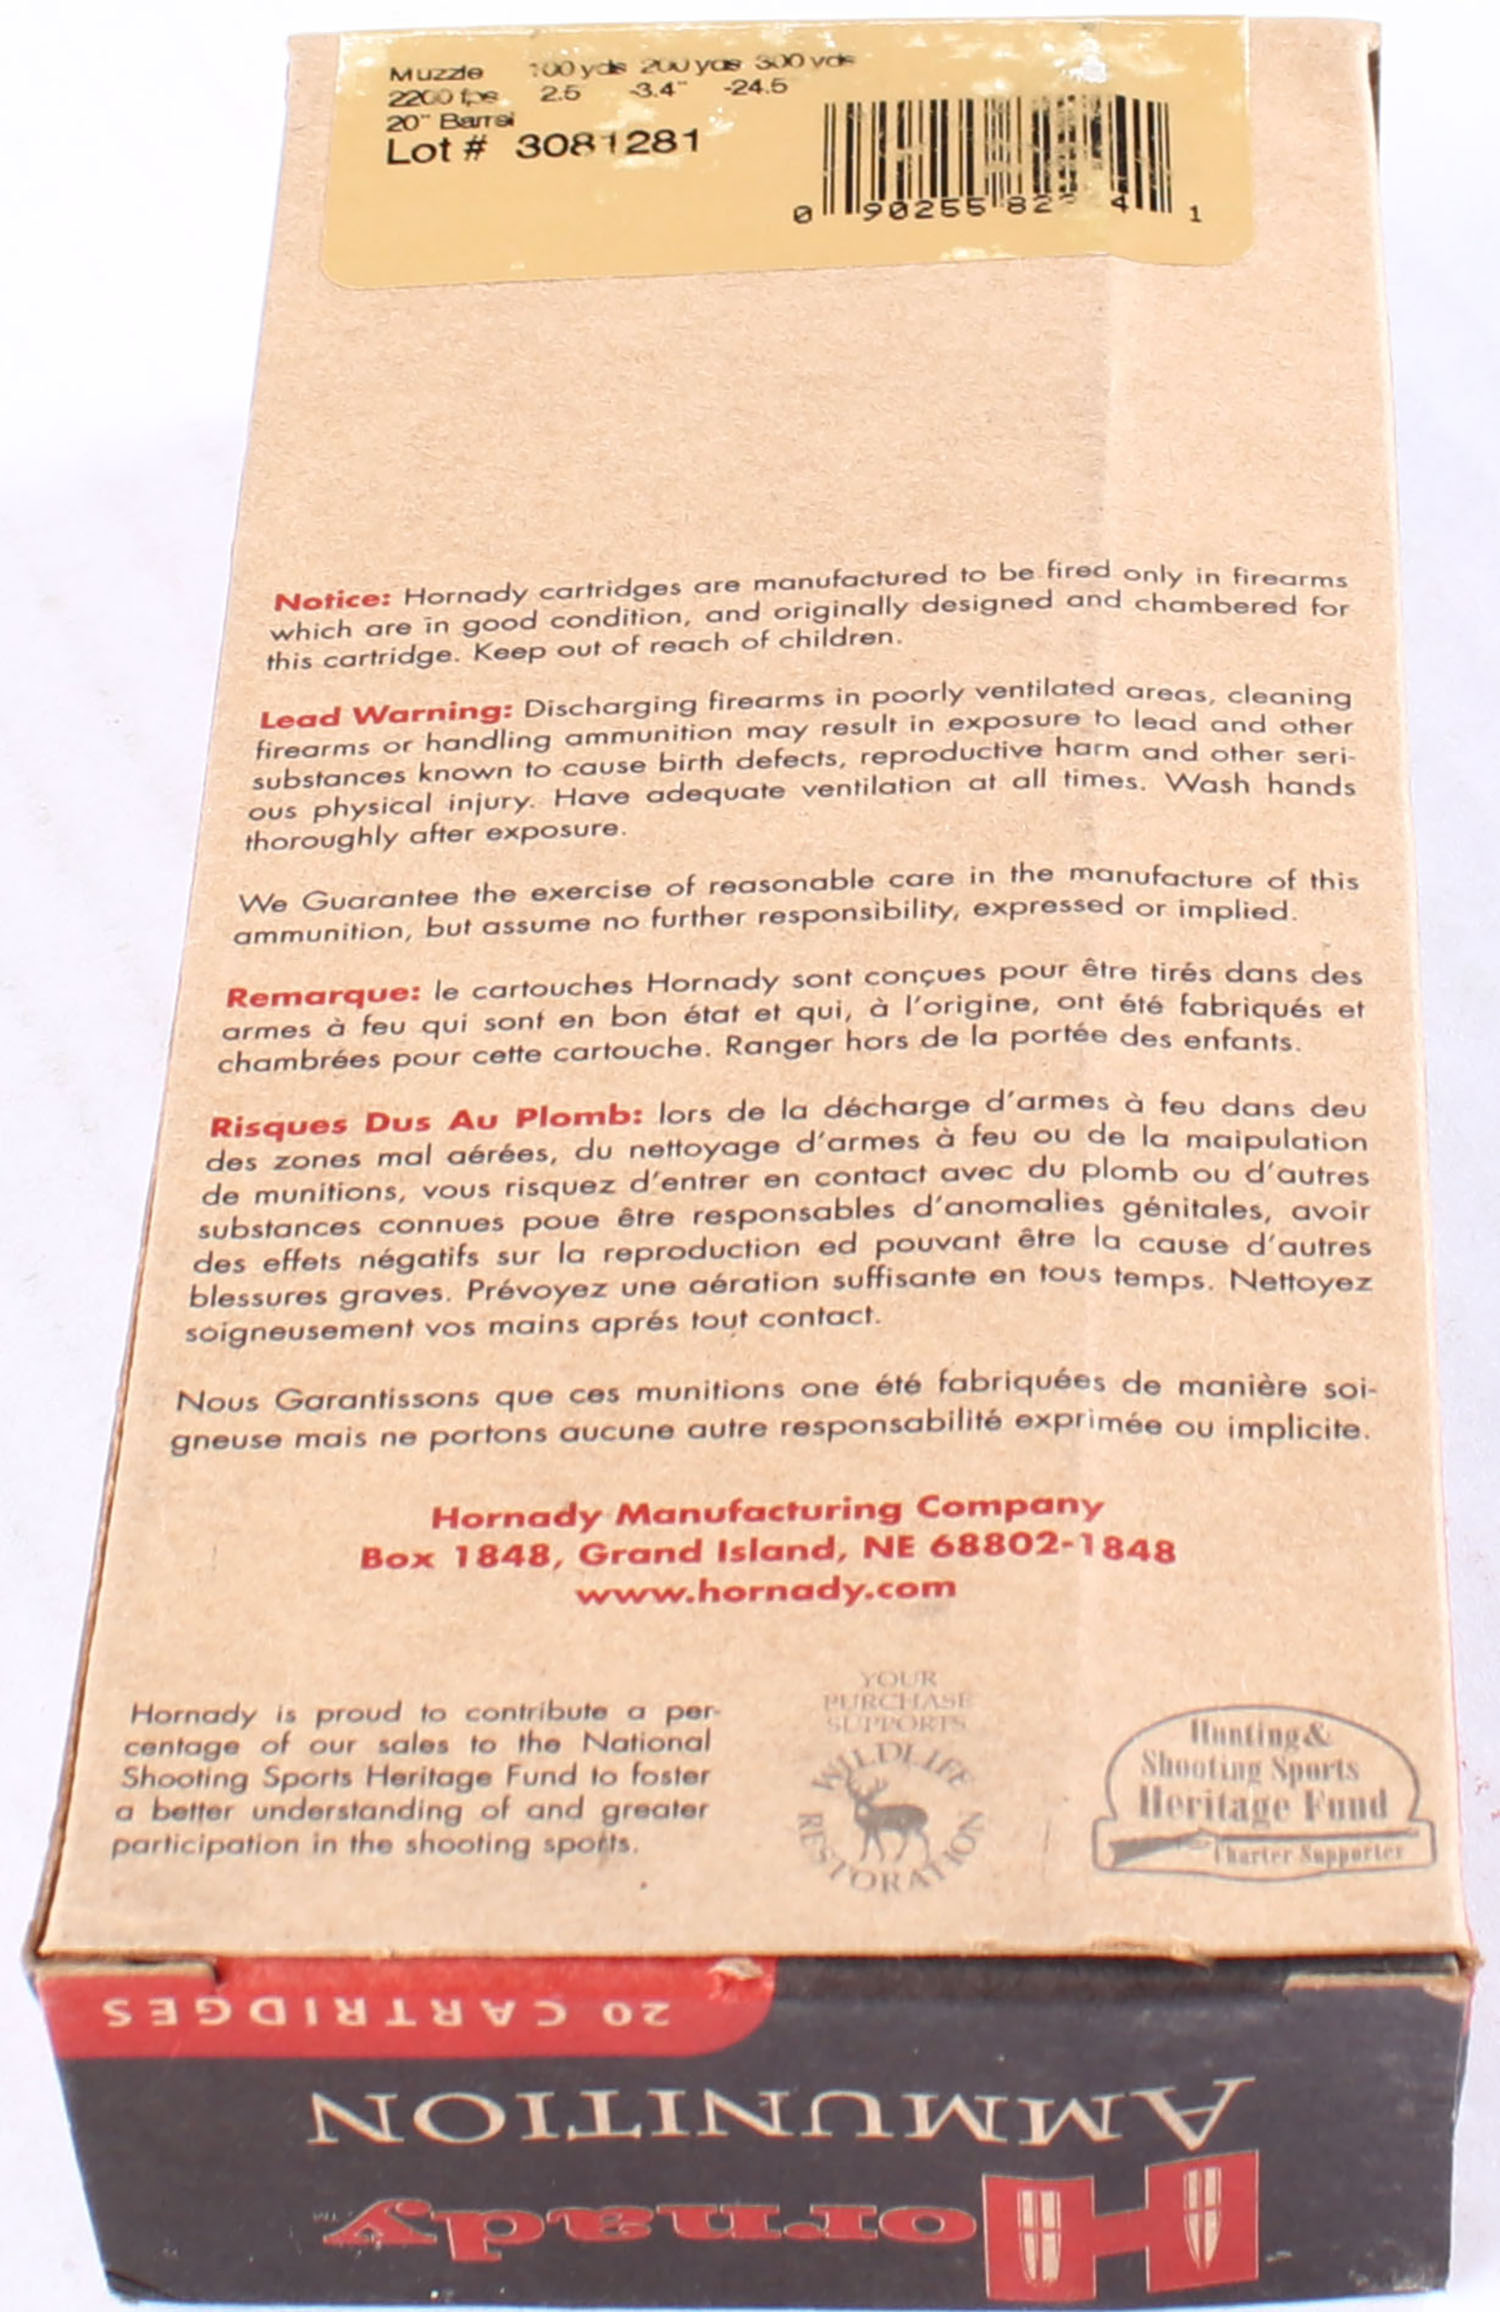 Muzzle 100 yds 200 yds 300 yds
2200 fps 2.5 -3.4" -24.5
20" Barrel
Lot # 3081281
0 90255 82 4 1
Notice: Hornady cartridges are manufactured to be fired only in firearms
which are in good condition, and originally designed and chambered for
this cartridge. Keep out of reach of children.
Lead Warning: Discharging firearms in poorly ventilated areas, cleaning
firearms or handling ammunition may result in exposure to lead and other
substances known to cause birth defects, reproductive harm and other seri-
ous physical injury. Have adequate ventilation at all times. Wash hands
thoroughly after exposure.
We Guarantee the exercise of reasonable care in the manufacture of this
ammunition, but assume no further responsibility, expressed or implied.
Remarque: le cartouches Hornady sont conçues pour être tirés dans des
armes à feu qui sont en bon état et qui, à l'origine, ont été fabriqués et
chambrées pour cette cartouche. Ranger hors de la portée des enfants.
Risques Dus Au Plomb: lors de la décharge d'armes à feu dans deu
des zones mal aérées, du nettoyage d'armes à feu ou de la maipulation
de munitions, vous risquez d'entrer en contact avec du plomb ou d'autres
substances connues poue être responsables d'anomalies génitales, avoir
des effets négatifs sur la reproduction ed pouvant être la cause d'autres
blessures graves. Prévoyez une aération suffisante en tous temps. Nettoyez
soigneusement vos mains aprés tout contact.
Nous Garantissons que ces munitions one été fabriquées de manière soi-
gneuse mais ne portons aucune autre responsabilité exprimée ou implicite.
Hornady Manufacturing Company
Box 1848, Grand Island, NE 68802-1848
www.hornady.com
Hornady is proud to contribute a per-
centage of our sales to the National
Shooting Sports Heritage Fund to foster
a better understanding of and greater
participation in the shooting sports.
YOUR
PURCHASE
SUPPORTS
WILDLIFE
RESTORATION
Hunting &
Shooting Sports
Heritage Fund
Charter Supporter
20 CARTRIDGES
AMMUNITION
Hornady™